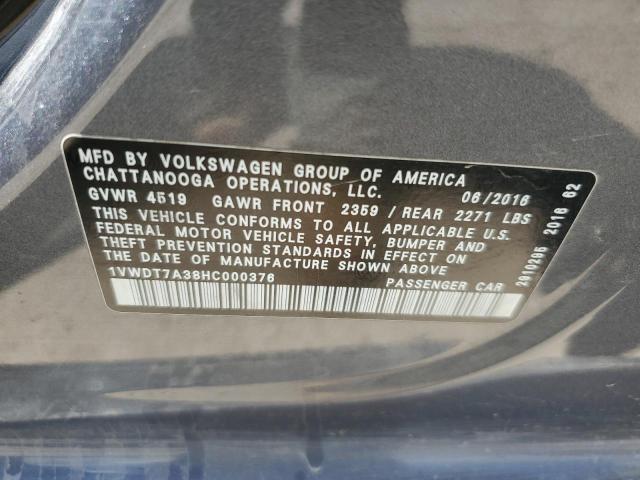 MFD BY VOLKSWAGEN GROUP OF AMERICA
CHATTANOOGA OPERATIONS, LLC. 06/2016
GVWR 4519 GAWR FRONT 2359 / REAR 2271 LBS
THIS VEHICLE CONFORMS TO ALL APPLICABLE U.S.
FEDERAL MOTOR VEHICLE SAFETY, BUMPER AND
THEFT PREVENTION STANDARDS IN EFFECT ON
THE DATE OF MANUFACTURE SHOWN ABOVE
1VWDT7A38HC000376 PASSENGER CAR
2910295 2016 62